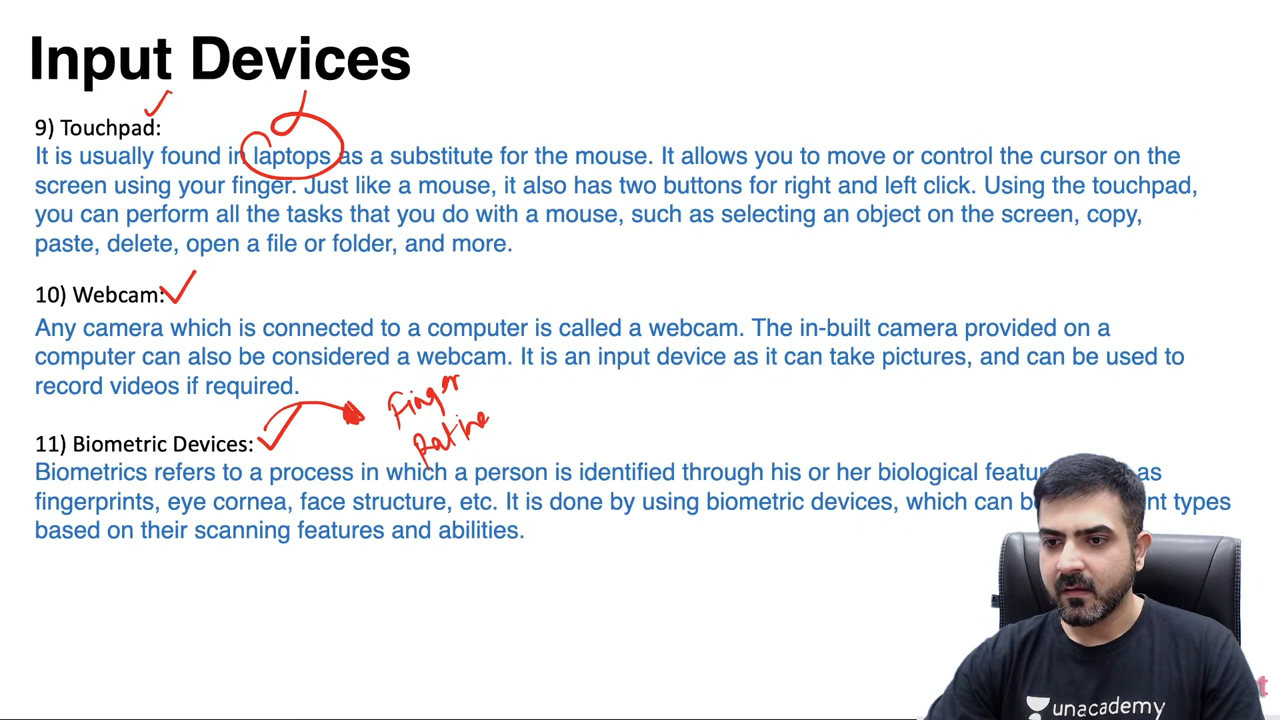 Input Devices
9) Touchpad:
It is usually found in laptops as a substitute for the mouse. It allows you to move or control the cursor on the
screen using your finger. Just like a mouse, it also has two buttons for right and left click. Using the touchpad,
you can perform all the tasks that you do with a mouse, such as selecting an object on the screen, copy,
paste, delete, open a file or folder, and more.
10) Webcam:
Any camera which is connected to a computer is called a webcam. The in-built camera provided on a
computer can also be considered a webcam. It is an input device as it can take pictures, and can be used to
record videos if required.
Finger
11) Biometric Devices:
Biometrics refers to a process in which a person is identified through his or her biological as
fingerprints, eye cornea, face structure, etc. It is done by using biometric devices, which can types
based on their scanning features and abilities.
unacademy